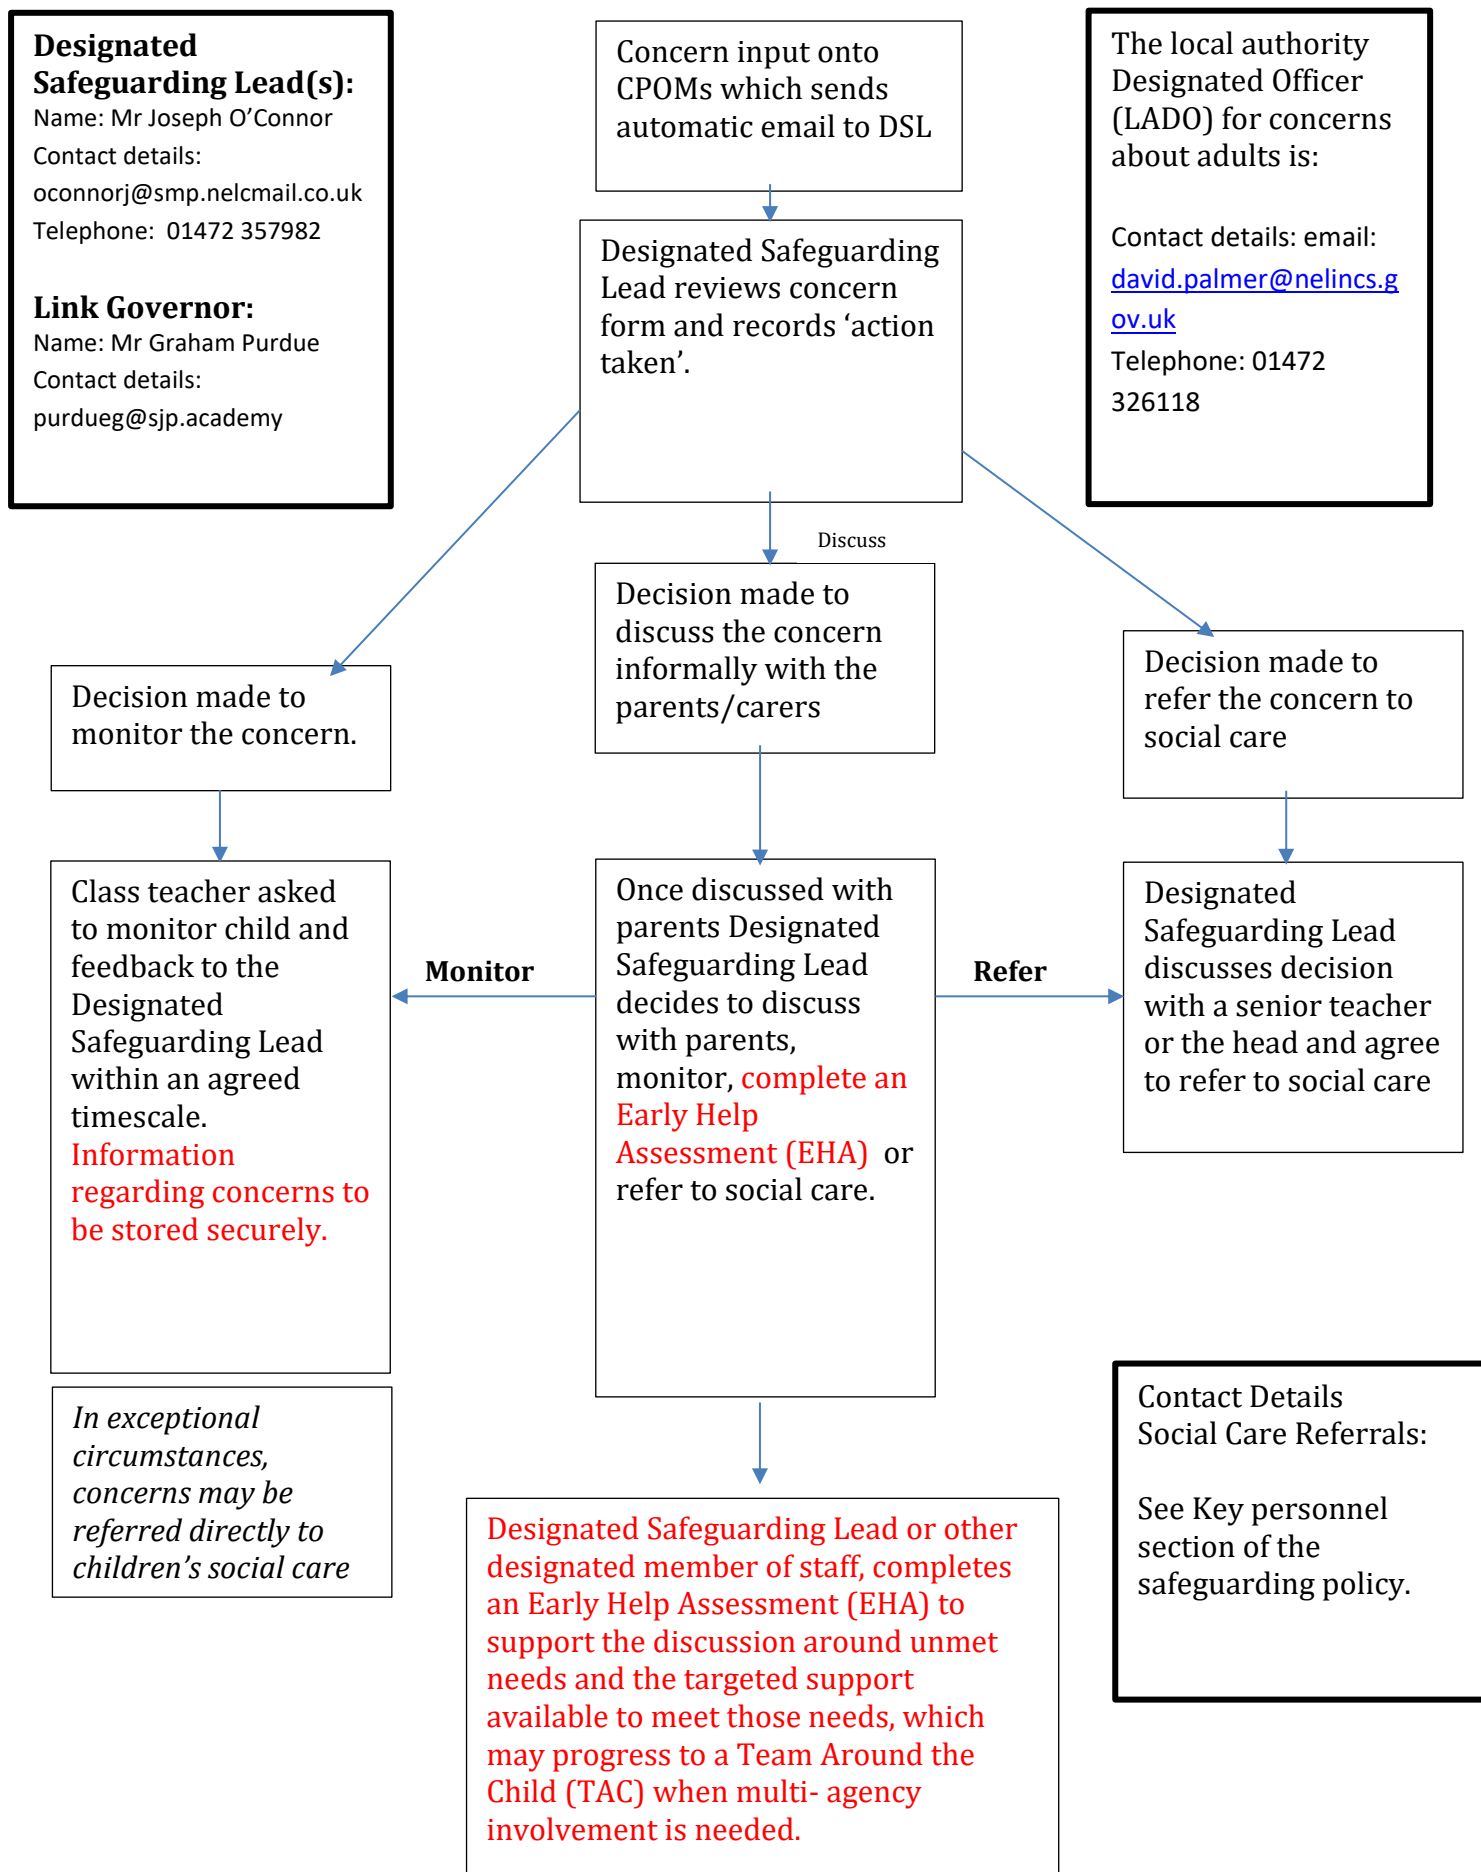 Designated
Safeguarding Lead(s):
Name: Mr Joseph O’Connor
Contact details:
oconnorj@smp.nelcmail.co.uk
Telephone:  01472 357982
Link Governor:
Name: Mr Graham Purdue
Contact details:
purdueg@sjp.academy
Concern input onto
CPOMs which sends
automatic email to DSL
The local authority
Designated Officer
(LADO) for concerns
about adults is:
Contact details: email:
david.palmer@nelincs.g
ov.uk
Telephone: 01472
326118
Designated Safeguarding
Lead reviews concern
form and records ‘action
taken’.
Discuss
Decision made to
monitor the concern.
Decision made to
discuss the concern
informally with the
parents/carers
Decision made to
refer the concern to
social care
Class teacher asked
to monitor child and
feedback to the
Designated
Safeguarding Lead
within an agreed
timescale.
Information
regarding concerns to
be stored securely.
Monitor
Once discussed with
parents Designated
Safeguarding Lead
decides to discuss
with parents,
monitor, complete an
Early Help
Assessment (EHA)  or
refer to social care.
Refer
Designated
Safeguarding Lead
discusses decision
with a senior teacher
or the head and agree
to refer to social care
In exceptional
circumstances,
concerns may be
referred directly to
children’s social care
Contact Details
Social Care Referrals:
See Key personnel
section of the
safeguarding policy.
Designated Safeguarding Lead or other
designated member of staff, completes
an Early Help Assessment (EHA) to
support the discussion around unmet
needs and the targeted support
available to meet those needs, which
may progress to a Team Around the
Child (TAC) when multi- agency
involvement is needed.